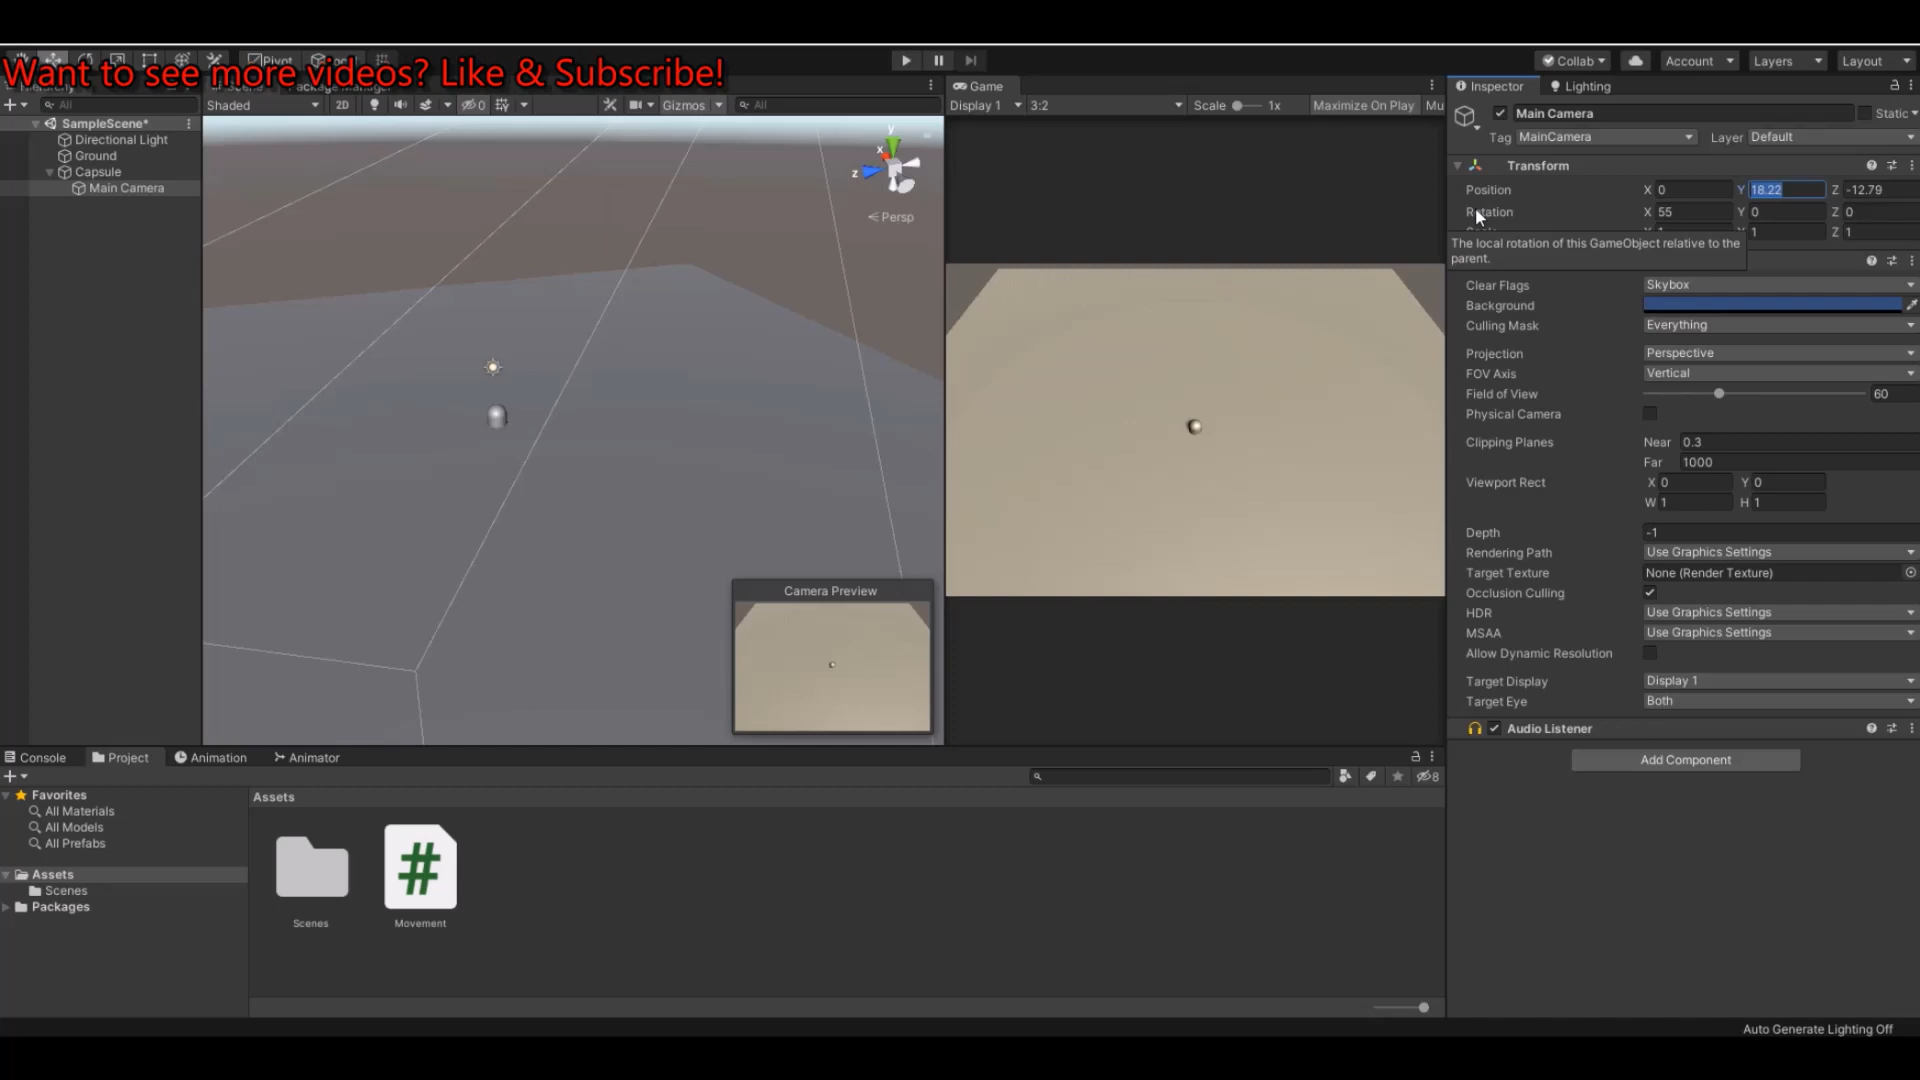 Want to see more videos? Like & Subscribe!
Pivot
Collab
Account
Layers
Layout
All
Shaded
2D
0
Gizmos
All
Game
Display 1
3:2
Scale
1x
Maximize On Play
Mu
Inspector
Lighting
SampleScene*
Directional Light
Ground
Capsule
Main Camera
y
x
z
Persp
Camera Preview
Main Camera
Static
Tag MainCamera
Layer Default
Transform
Position X 0 Y 18.22 Z -12.79
Rotation X 55 Y 0 Z 0
1 Z 1
The local rotation of this GameObject relative to the
parent.
Clear Flags Skybox
Background
Culling Mask Everything
Projection Perspective
FOV Axis Vertical
Field of View 60
Physical Camera
Clipping Planes Near 0.3
Far 1000
Viewport Rect X 0 Y 0
W 1 H 1
Depth -1
Rendering Path Use Graphics Settings
Target Texture None (Render Texture)
Occlusion Culling
HDR Use Graphics Settings
MSAA Use Graphics Settings
Allow Dynamic Resolution
Target Display Display 1
Target Eye Both
Audio Listener
Add Component
Console
Project
Animation
Animator
8
Favorites
All Materials
All Models
All Prefabs
Assets
Scenes
Packages
Assets
#
Scenes
Movement
Auto Generate Lighting Off